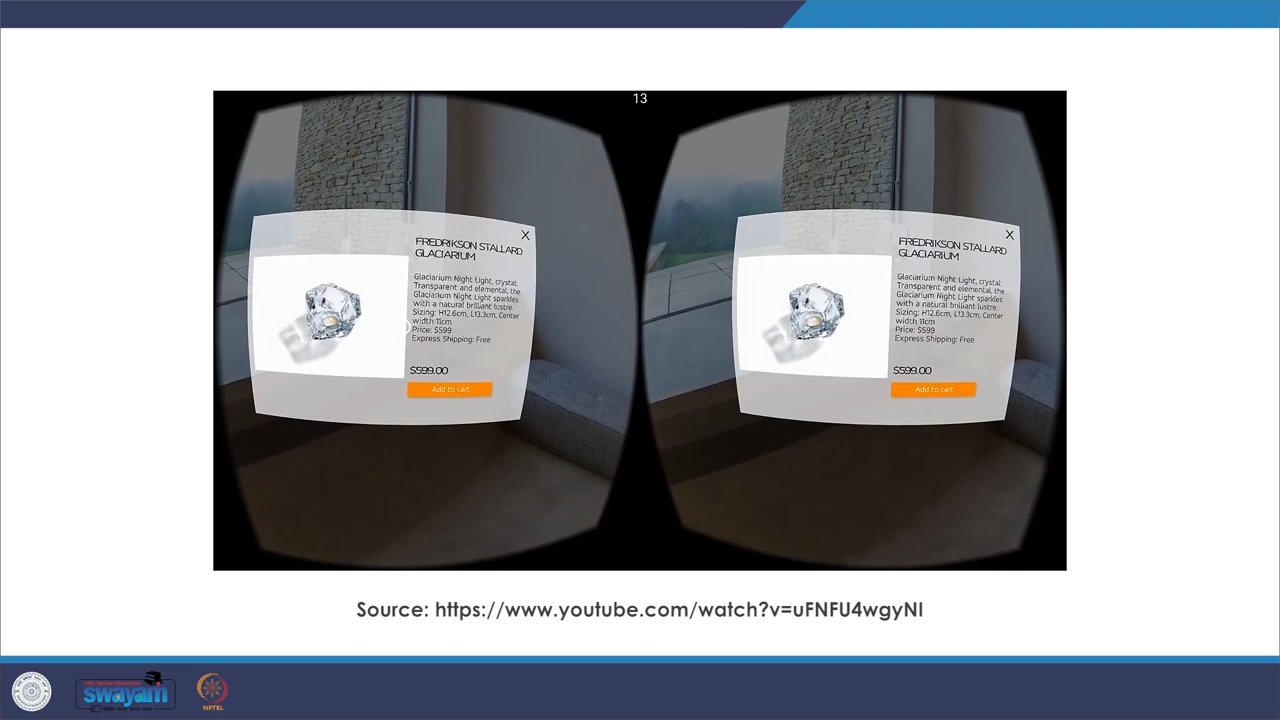 13
X
FREDRIKSON STALLARD
GLACIARIUM
Glaciarium Night Light, crystal.
Transparent and elemental, the
Glaciarium Night Light sparkles
with a natural brilliant lustre.
Sizing: H12.6cm, L13.3cm, Center
width 11cm
Price: $599
Express Shipping: Free
$599.00
Add to cart
X
FREDRIKSON STALLARD
GLACIARIUM
Glaciarium Night Light, crystal.
Transparent and elemental, the
Glaciarium Night Light sparkles
with a natural brilliant lustre.
Sizing: H12.6cm, L13.3cm, Center
width 11cm
Price: $599
Express Shipping: Free
$599.00
Add to cart
Source: https://www.youtube.com/watch?v=uFNFU4wgyNI
swayam
NPTEL